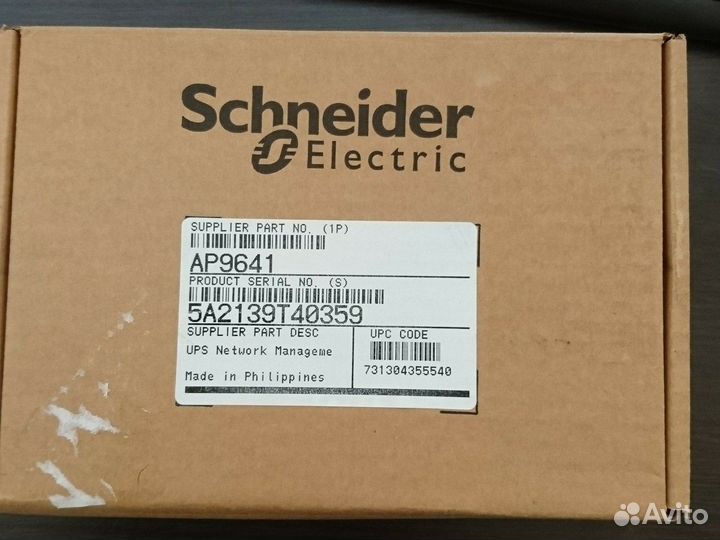 Schneider
Electric
SUPPLIER PART NO. (1P)
AP9641
PRODUCT SERIAL NO. (S)
5A2139T40359
SUPPLIER PART DESC
UPC CODE
UPS Network Manageme
731304355540
Made in Philippines
Avito